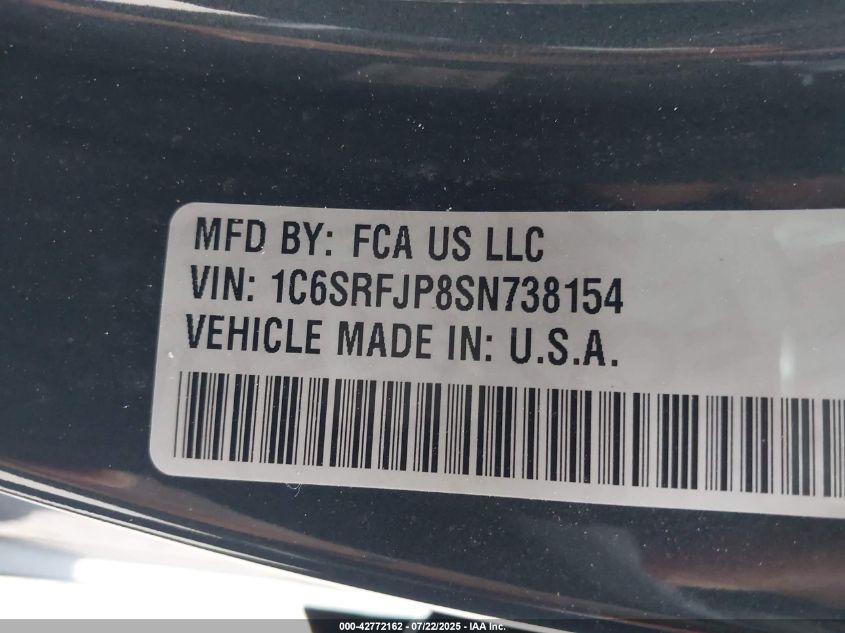 MFD BY: FCA US LLC
VIN: 1C6SRFJP8SN738154
VEHICLE MADE IN: U.S.A.
000-42772162 - 07/22/2025 - IAA Inc.